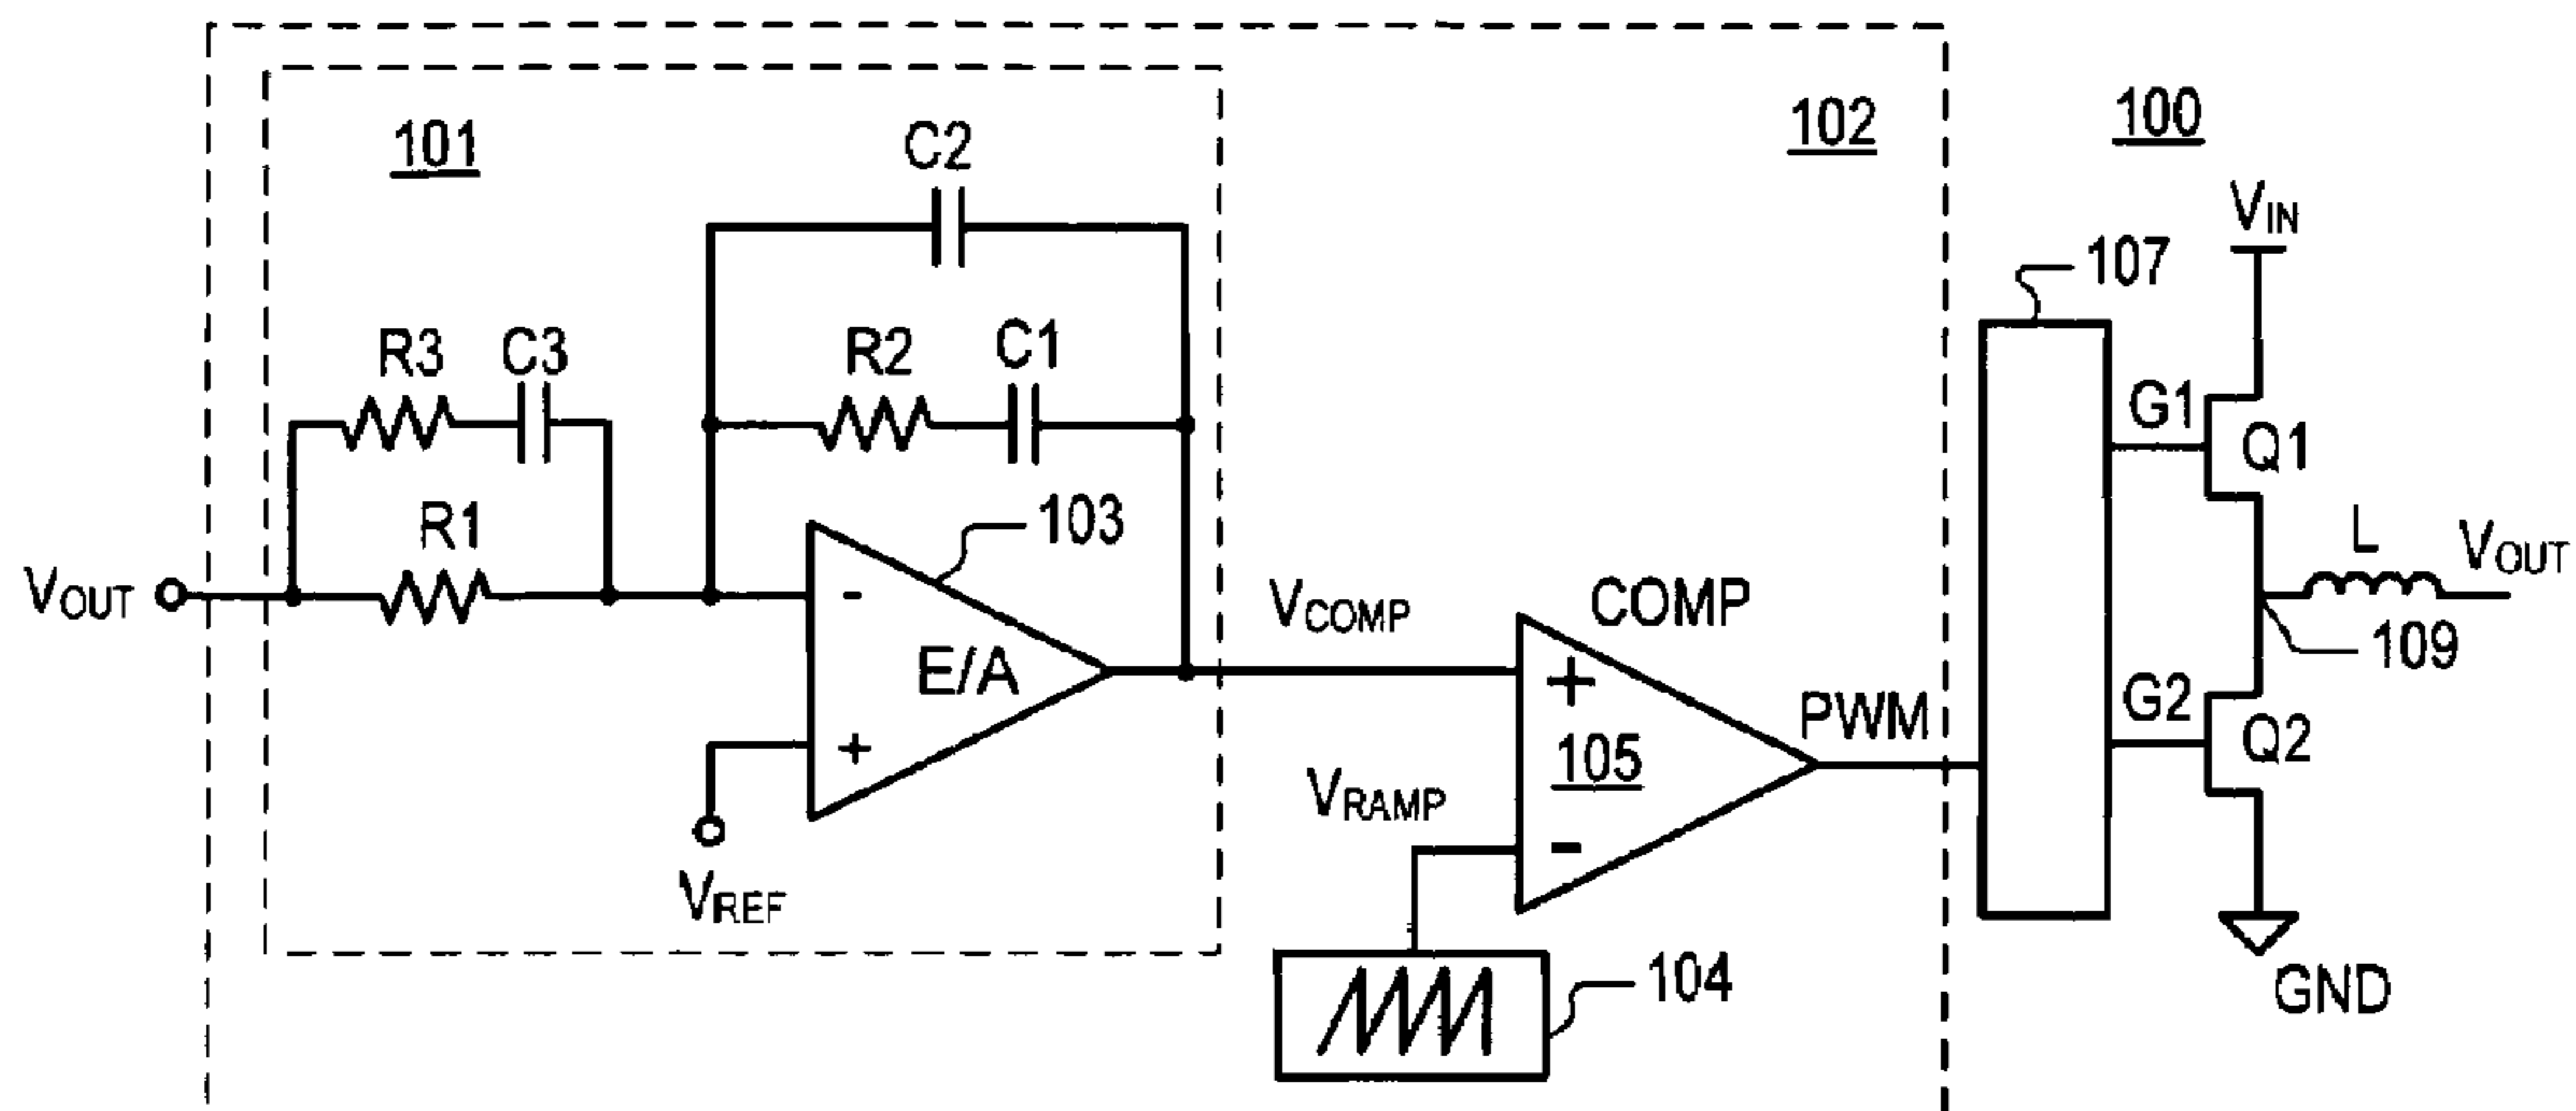 101
102
100
C2
VIN
107
R3
C3
R2
C1
G1
Q1
R1
103
L
VOUT
VOUT
-
E/A
VCOMP
COMP
109
+
+
G2
Q2
PWM
105
VRAMP
-
VREF
104
GND